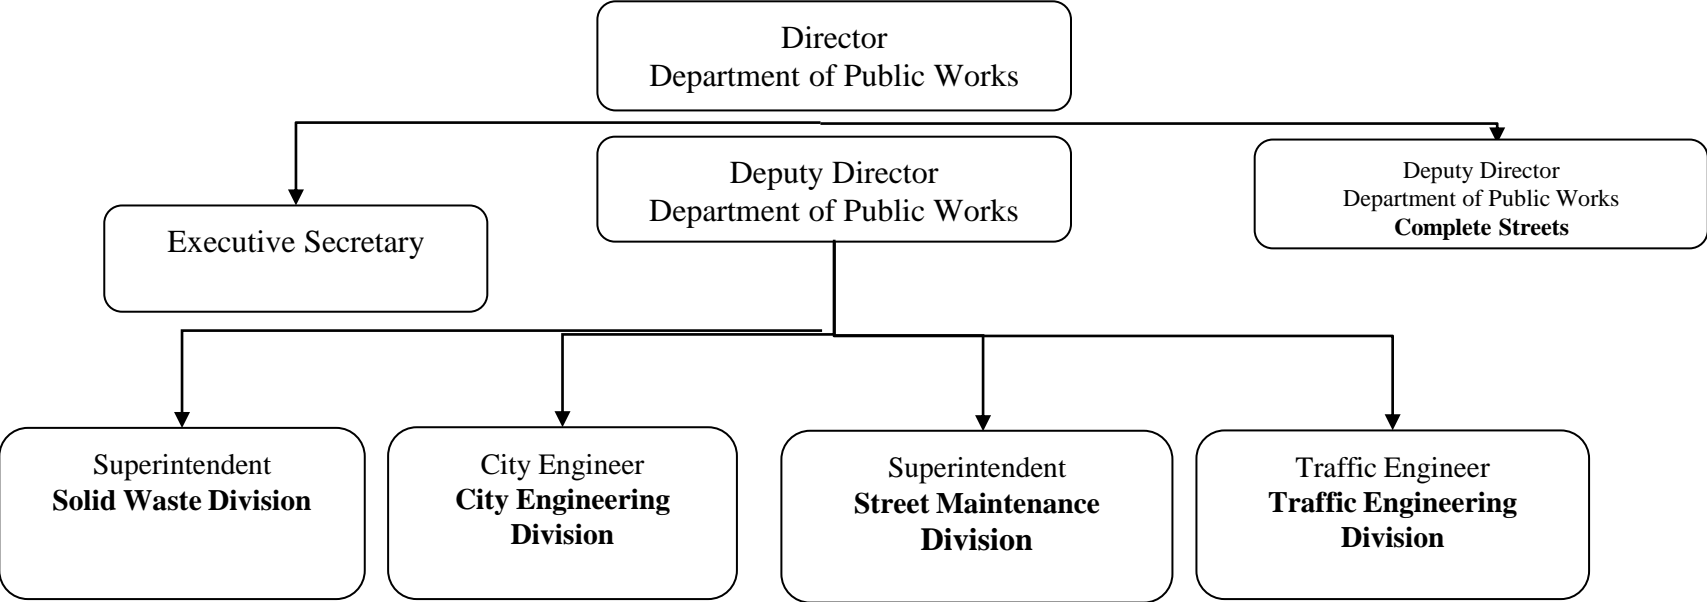 Director
Department of Public Works
Deputy Director
Department of Public Works
Deputy Director
Department of Public Works
Complete Streets
Executive Secretary
Superintendent
Solid Waste Division
City Engineer
City Engineering
Division
Superintendent
Street Maintenance
Division
Traffic Engineer
Traffic Engineering
Division